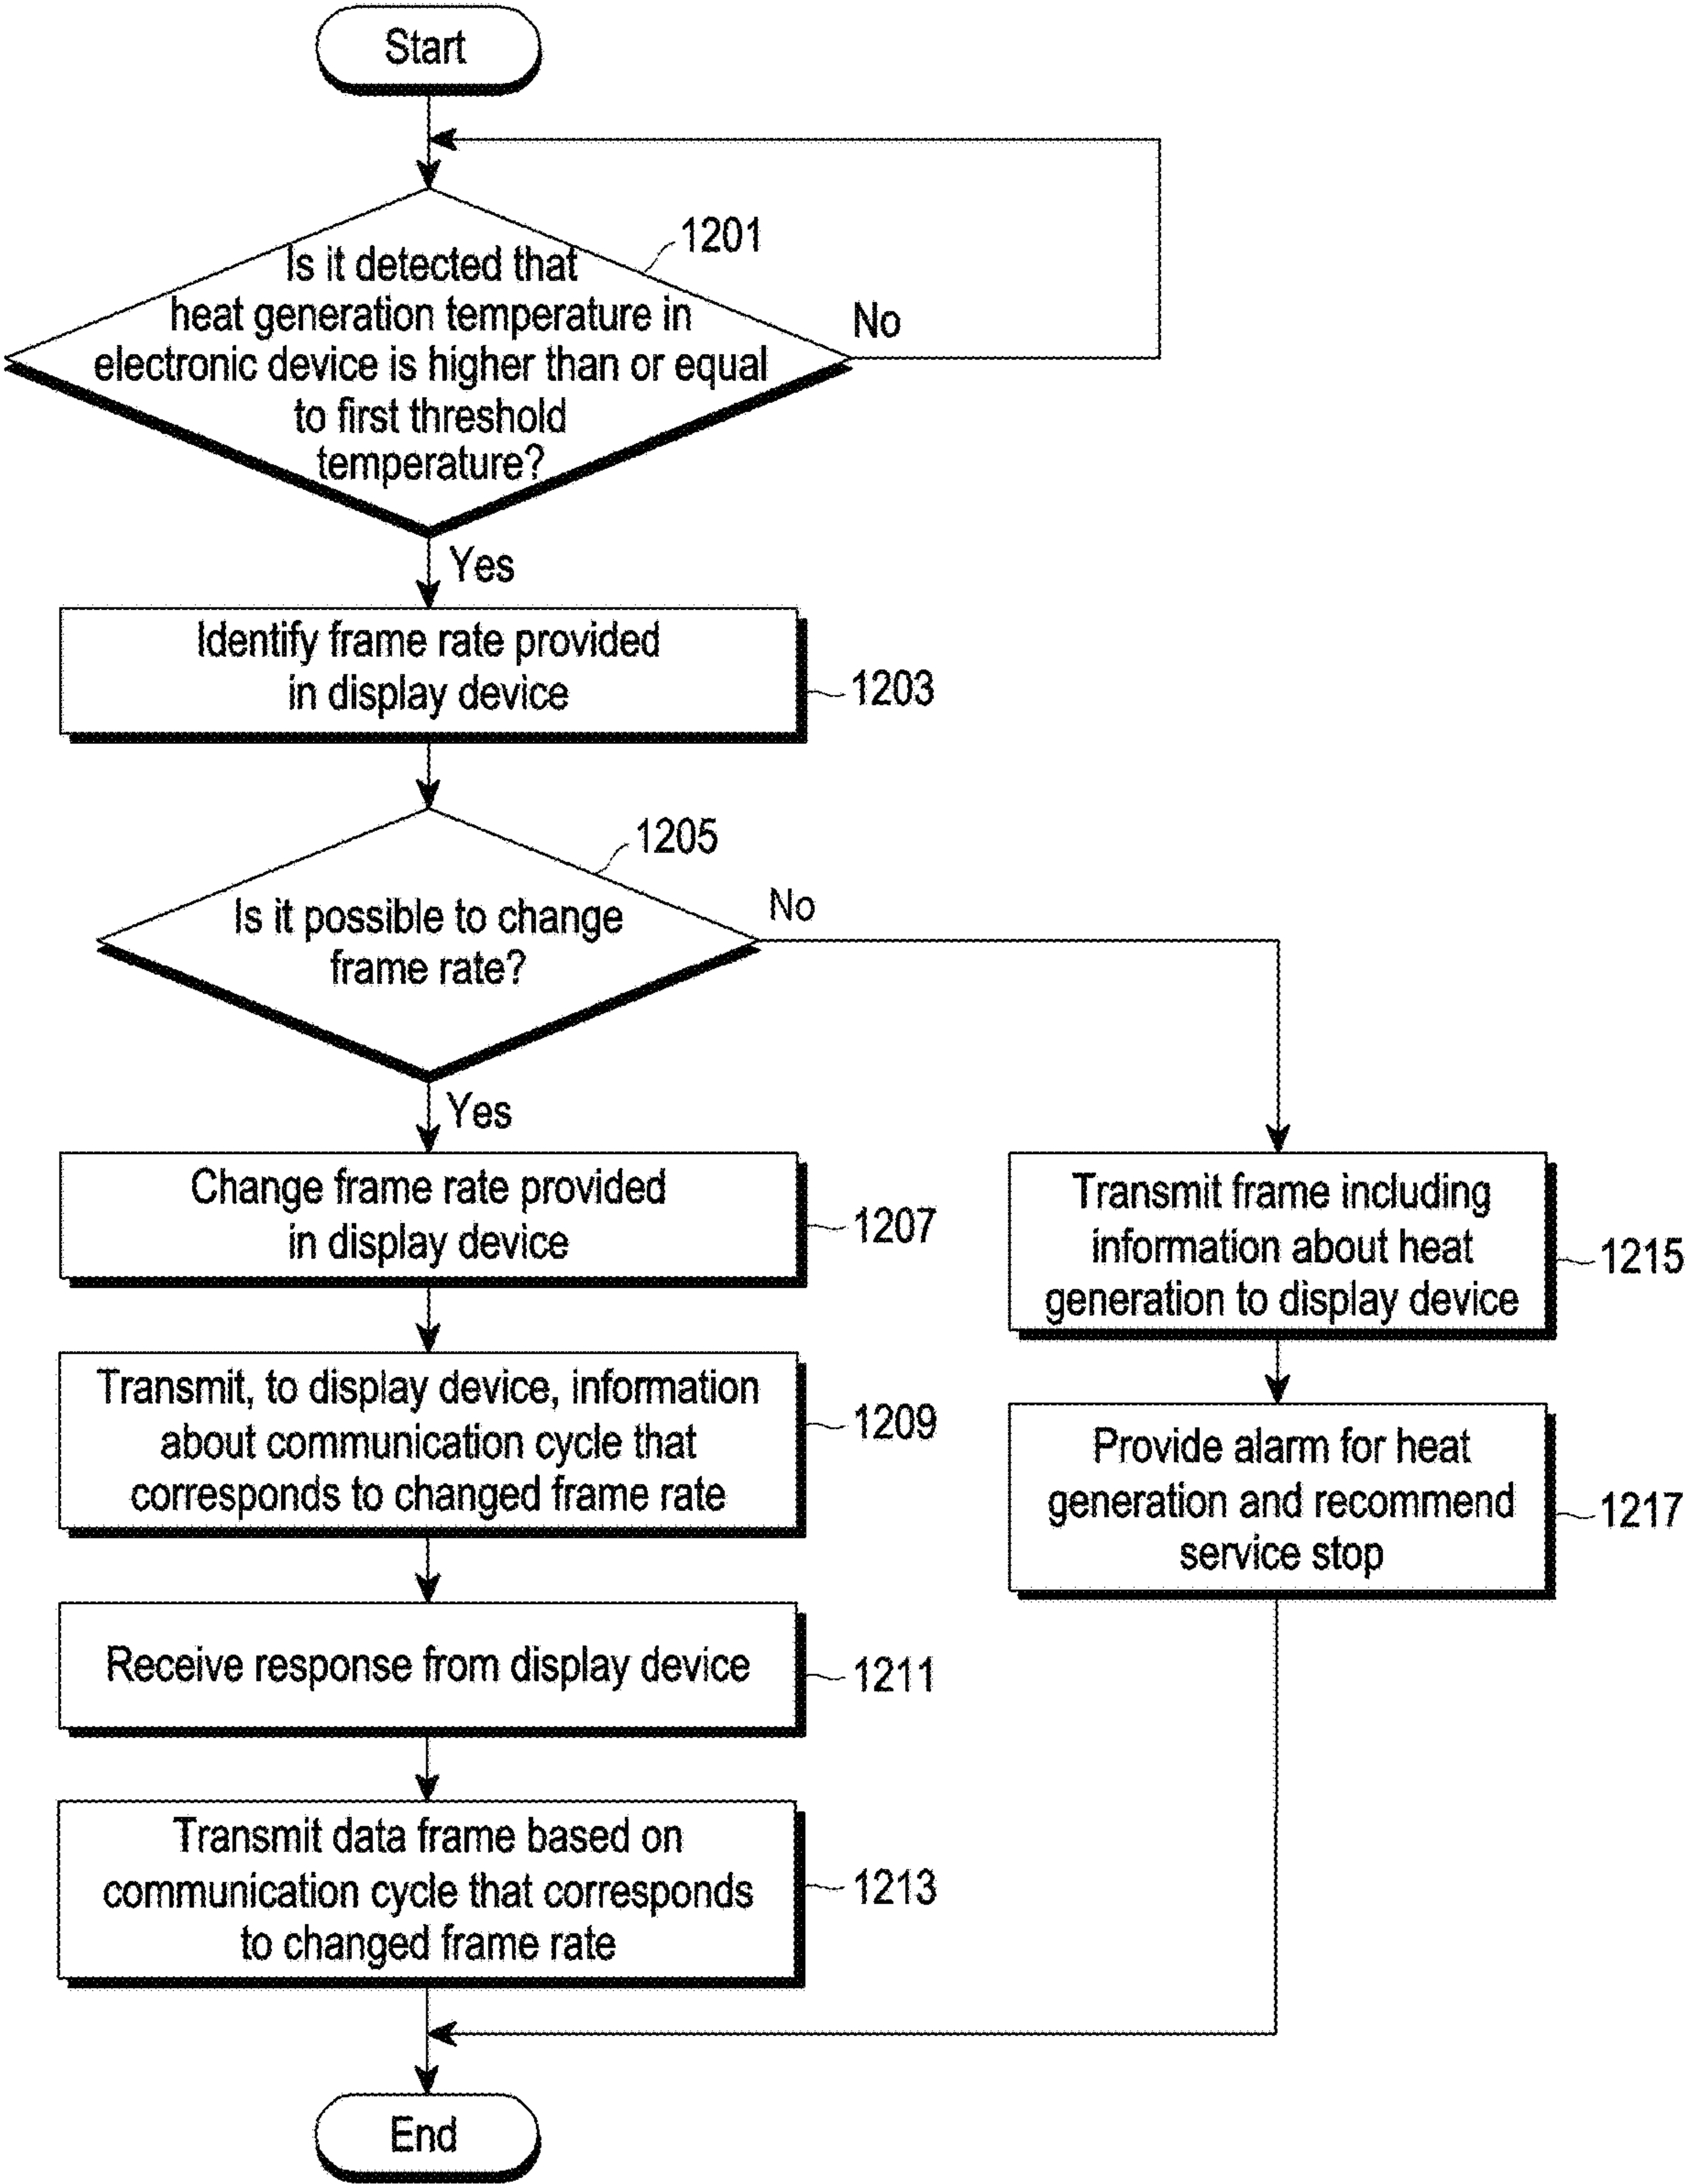 Start
1201
Is it detected that
heat generation temperature in
electronic device is higher than or equal
to first threshold
temperature?
No
Yes
Identify frame rate provided
in display device
1203
1205
Is it possible to change
frame rate?
No
Yes
Change frame rate provided
in display device
1207
Transmit, to display device, information
about communication cycle that
corresponds to changed frame rate
1209
Receive response from display device
1211
Transmit data frame based on
communication cycle that corresponds
to changed frame rate
1213
Transmit frame including
information about heat
generation to display device
1215
Provide alarm for heat
generation and recommend
service stop
1217
End